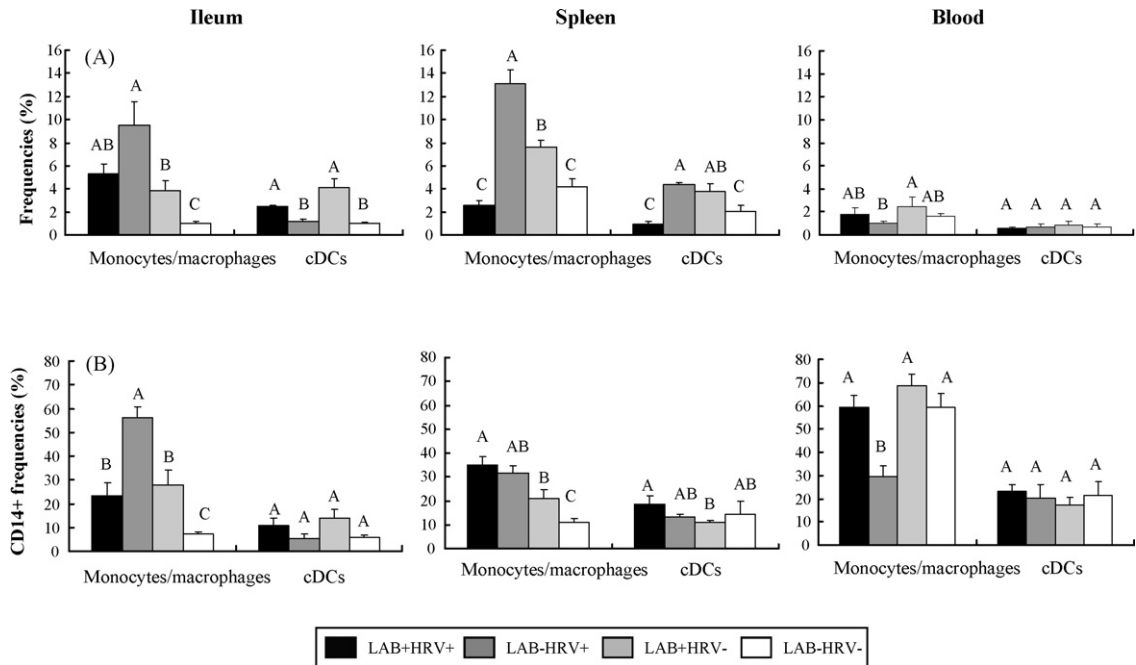 Ileum Spleen Blood
(A)
Frequencies (%)
16 14 12 10 8 6 4 2 0
AB A B C A B A B
Monocytes/macrophages cDCs
16 14 12 10 8 6 4 2 0
C A B C C A AB C
Monocytes/macrophages cDCs
16 14 12 10 8 6 4 2 0
AB B A AB A A A A
Monocytes/macrophages cDCs
(B)
CD14+ frequencies (%)
80 70 60 50 40 30 20 10 0
B A B C A A A A
Monocytes/macrophages cDCs
80 70 60 50 40 30 20 10 0
A AB B C A AB B AB
Monocytes/macrophages cDCs
80 70 60 50 40 30 20 10 0
A B A A A A A A
Monocytes/macrophages cDCs
LAB+HRV+ LAB-HRV+ LAB+HRV- LAB-HRV-